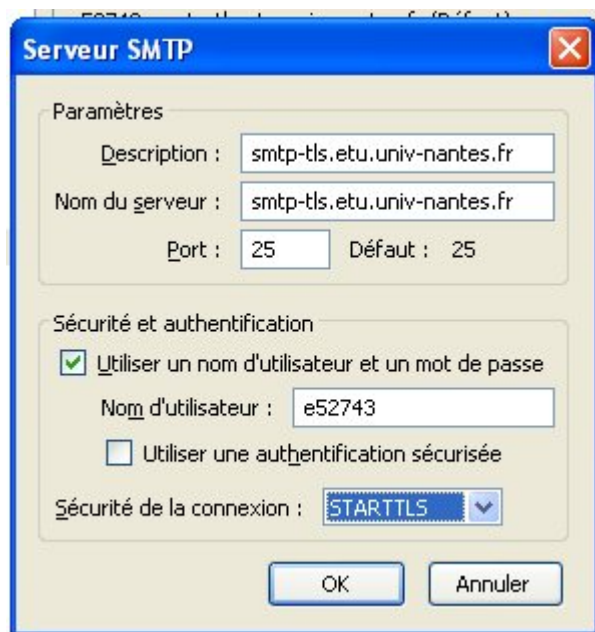 Serveur SMTP
Paramètres
Description : smtp-tls.etu.univ-nantes.fr
Nom du serveur : smtp-tls.etu.univ-nantes.fr
Port : 25 Défaut : 25
Sécurité et authentification
Utiliser un nom d'utilisateur et un mot de passe
Nom d'utilisateur : e52743
Utiliser une authentification sécurisée
Sécurité de la connexion : STARTTLS
OK Annuler